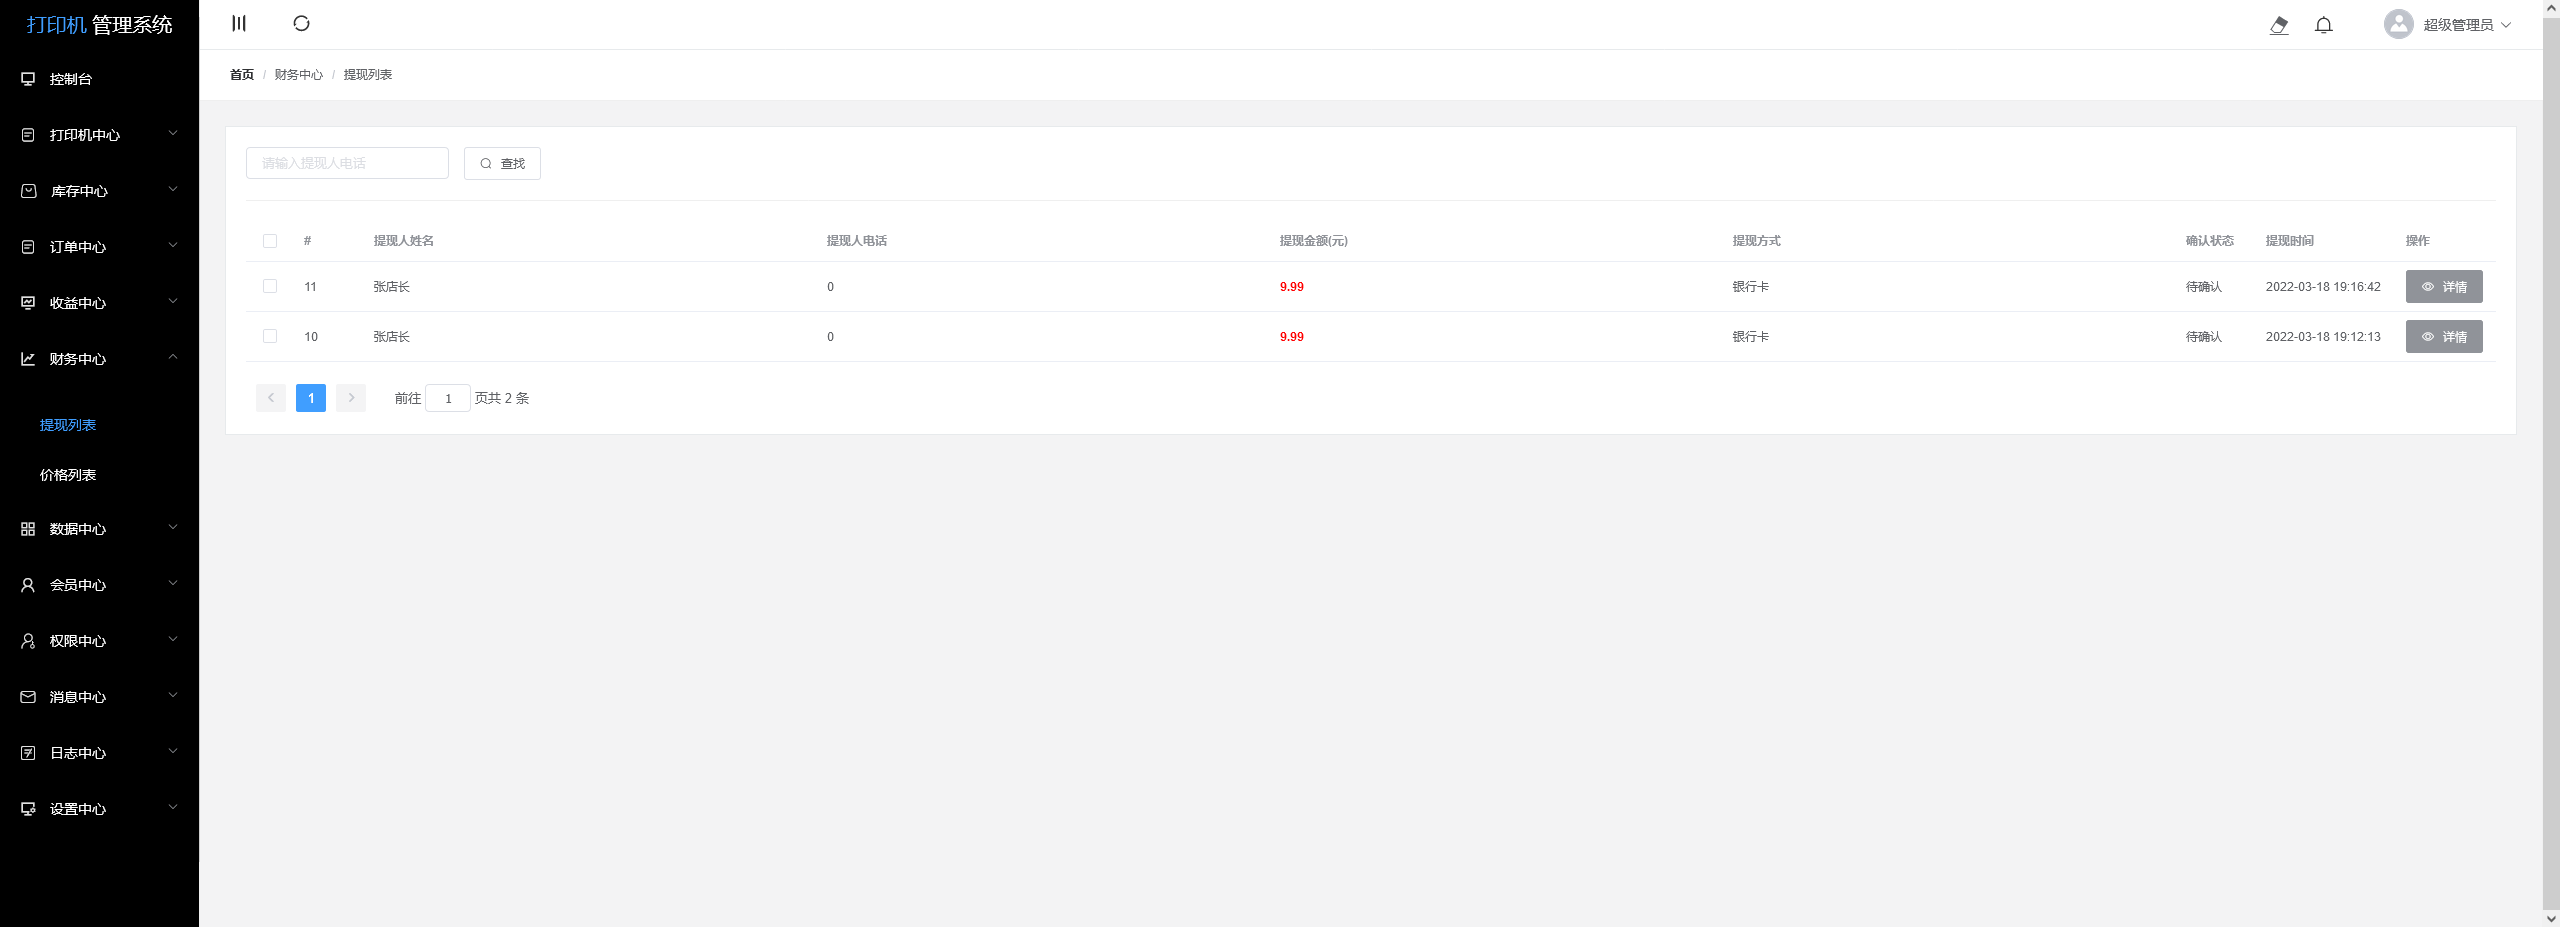 打印机 管理系统
控制台
打印机中心
库存中心
订单中心
收益中心
财务中心
提现列表
价格列表
数据中心
会员中心
权限中心
消息中心
日志中心
设置中心
超级管理员
首页 / 财务中心 / 提现列表
请输入提现人电话 查找
# 提现人姓名 提现人电话 提现金额(元) 提现方式 确认状态 提现时间 操作
11 张店长 0 9.99 银行卡 待确认 2022-03-18 19:16:42 详情
10 张店长 0 9.99 银行卡 待确认 2022-03-18 19:12:13 详情
1 前往 1 页共 2 条